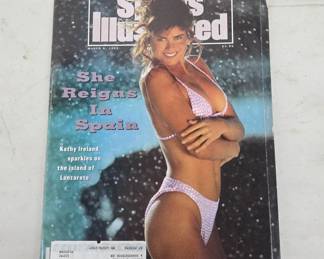 Sports
Illustrated
She
Reigns
In
Spain
Kathy Ireland
sparkles on
the island of
Lanzarote